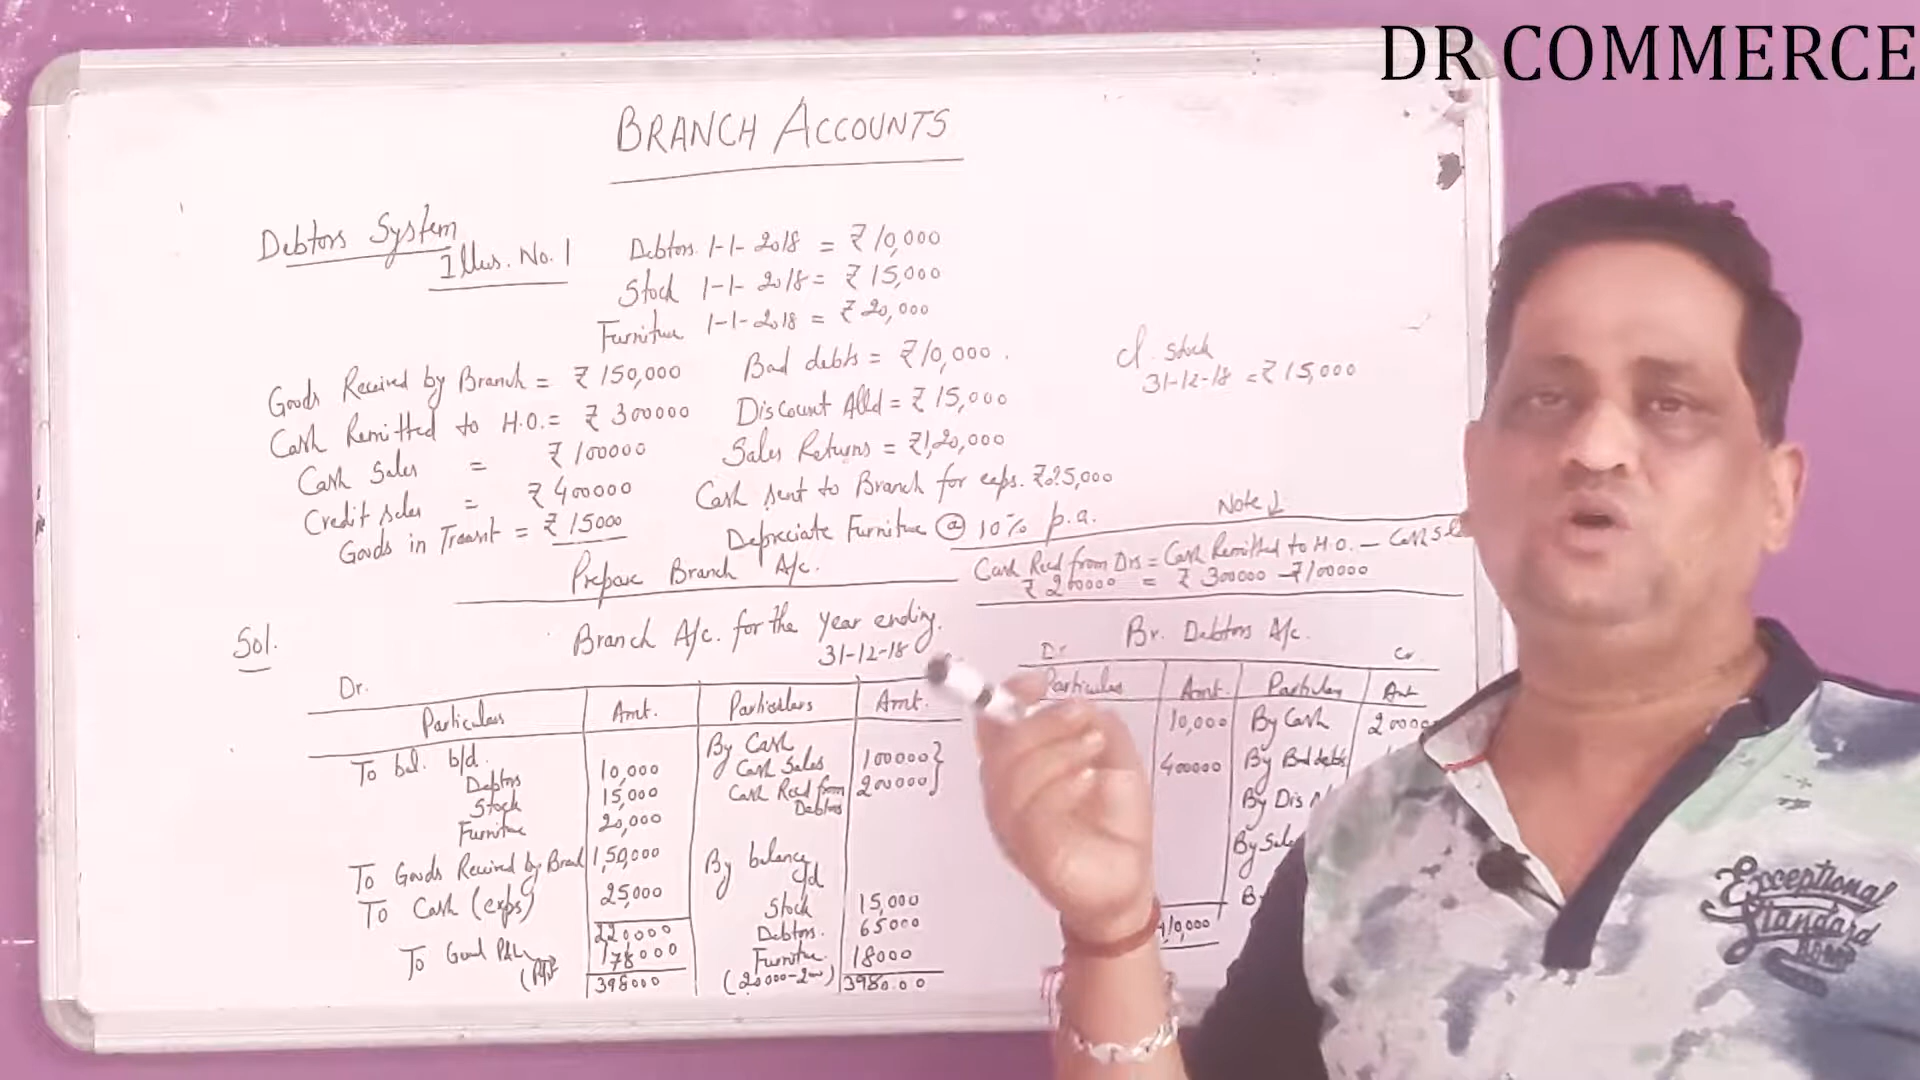 DR COMMERCE
BRANCH ACCOUNTS
Debtors System
Illus. No. 1
Debtors 1-1-2018 = ₹10,000
Stock 1-1-2018 = ₹15,000
Furniture 1-1-2018 = ₹20,000
Goods Received by Branch = ₹150,000
Cash Remitted to H.O. = ₹300000
Cash Sales = ₹100000
Credit Sales = ₹400000
Goods in Transit = ₹15000
Bad debts = ₹10,000.
Discount Alld = ₹15,000
Sales Returns = ₹1,20,000
Cash sent to Branch for exps. ₹25,000
Depreciate Furniture @ 10% p.a.
Cl. Stock
31-12-18 = ₹15,000
Prepare Branch A/c.
Note ↓
Cash Recd from Drs = Cash Remitted to H.O. - Cash
₹200000 = ₹300000 - ₹100000
Sol.
Branch A/c. for the Year ending
31-12-18
Dr.
Particulars Amt. Particulars Amt.
To bal. b/d. By Cash
Debtors 10,000 Cash Sales 100000
Stock 15,000 Cash Recd from 200000
Furniture 20,000 Debtors
To Goods Received by 1,50,000 By balance
To Cash (exps) 25,000 c/d
Stock 15,000
220000 Debtors. 65000
178000 Furniture 18000
398000 398000
Br. Debtors A/c.
Dr Cr
Particulars Amt. Particulars Amt
10,000 By Cash
400000 By Bad debts
By Dis
By